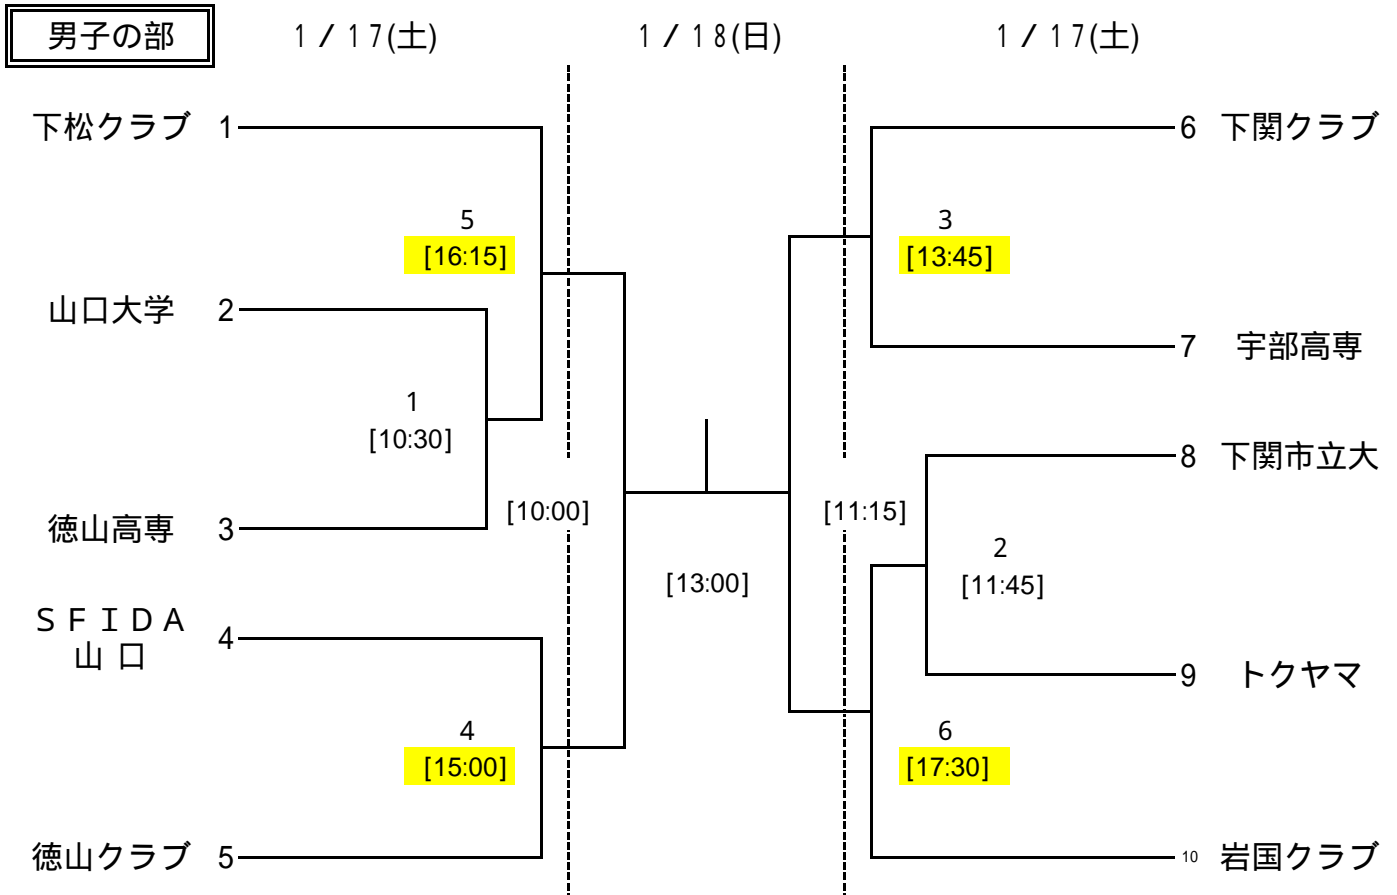 男子の部
１／１７(土)
１／１８(日)
１／１７(土)
下松クラブ 1
6 下関クラブ
5
[16:15]
3
[13:45]
山口大学 2
7 宇部高専
1
[10:30]
8 下関市立大
[10:00]
[11:15]
徳山高専 3
2
[11:45]
[13:00]
ＳＦＩＤＡ
山口
4
9 トクヤマ
4
[15:00]
6
[17:30]
徳山クラブ 5
10 岩国クラブ